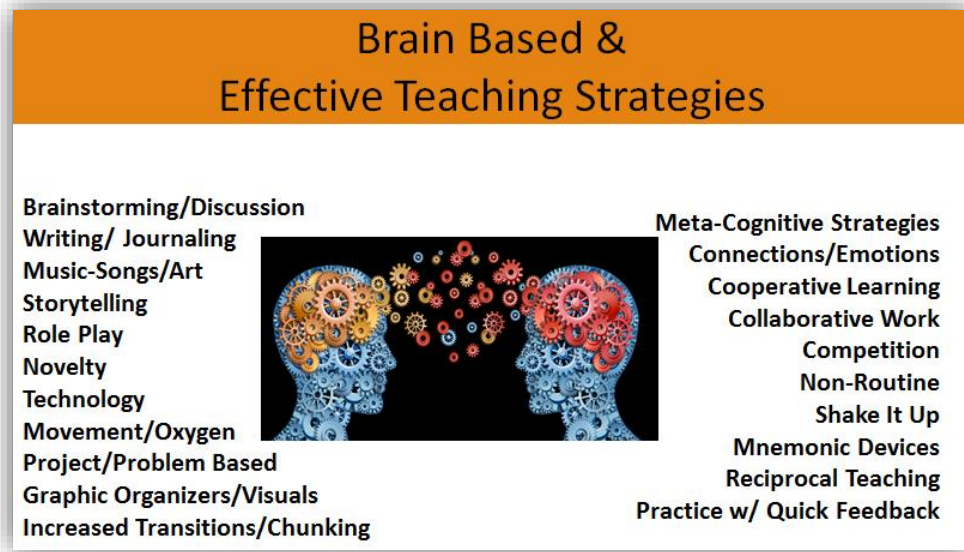 Brain Based &
Effective Teaching Strategies
Brainstorming/Discussion
Writing/ Journaling
Music-Songs/Art
Storytelling
Role Play
Novelty
Technology
Movement/Oxygen
Project/Problem Based
Graphic Organizers/Visuals
Increased Transitions/Chunking
Meta-Cognitive Strategies
Connections/Emotions
Cooperative Learning
Collaborative Work
Competition
Non-Routine
Shake It Up
Mnemonic Devices
Reciprocal Teaching
Practice w/ Quick Feedback